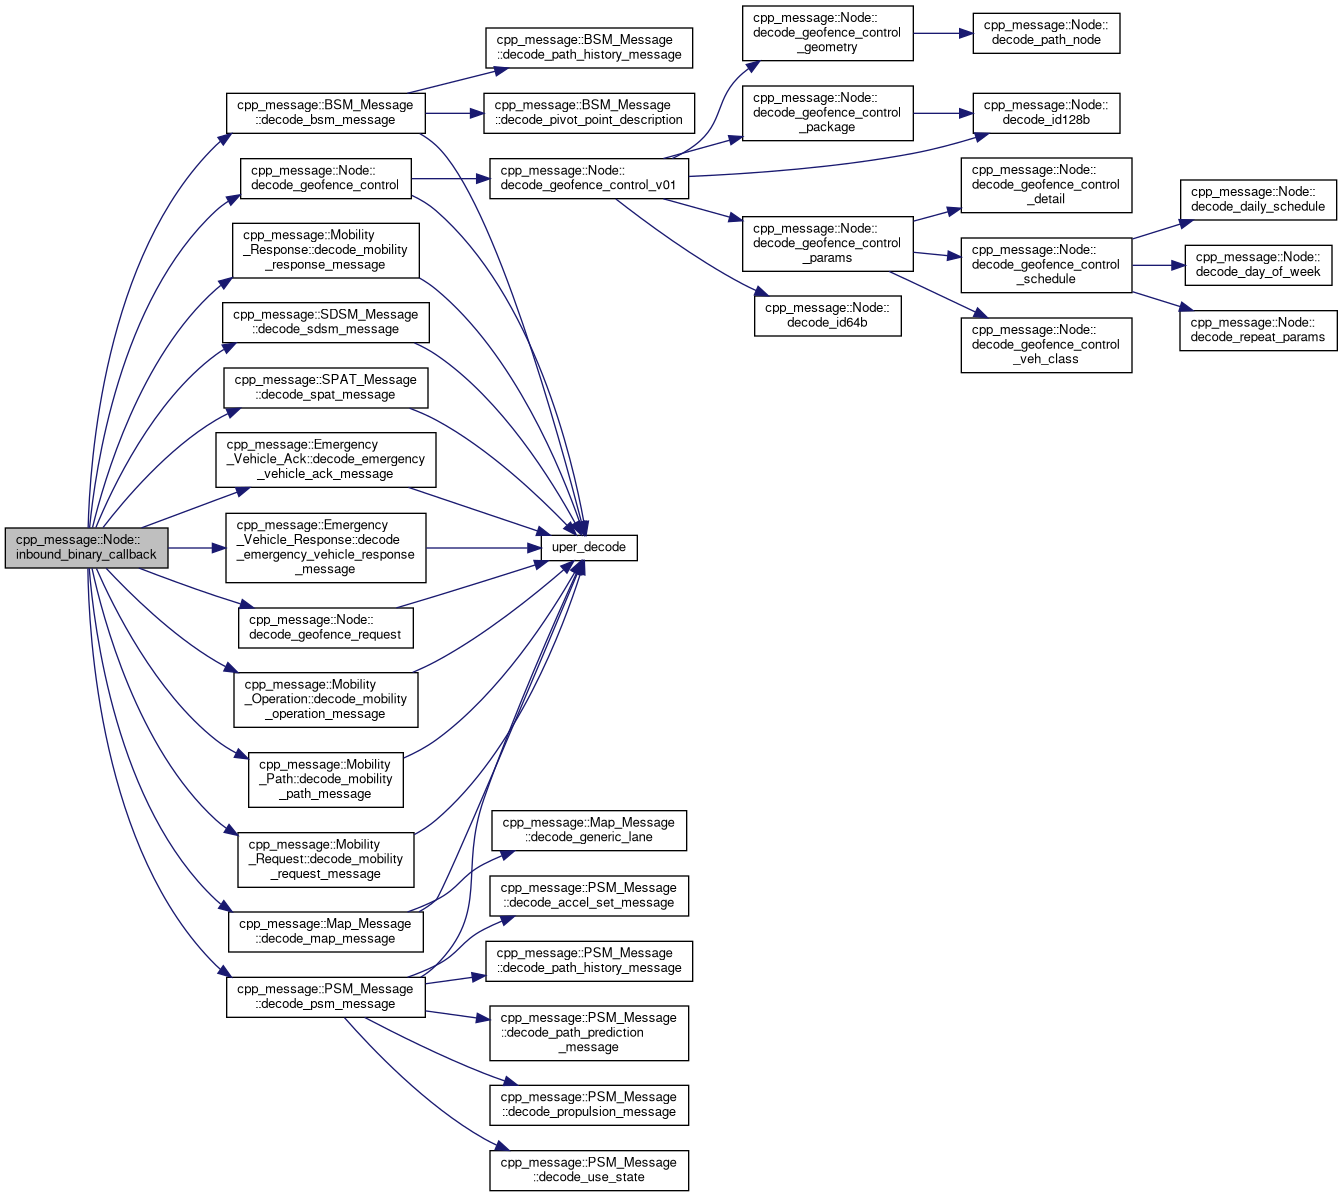 cpp_message::Node::
inbound_binary_callback
cpp_message::BSM_Message
::decode_bsm_message
cpp_message::Node::
decode_geofence_control
cpp_message::Mobility
_Response::decode_mobility
_response_message
cpp_message::SDSM_Message
::decode_sdsm_message
cpp_message::SPAT_Message
::decode_spat_message
cpp_message::Emergency
_Vehicle_Ack::decode_emergency
_vehicle_ack_message
cpp_message::Emergency
_Vehicle_Response::decode
_emergency_vehicle_response
_message
cpp_message::Node::
decode_geofence_request
cpp_message::Mobility
_Operation::decode_mobility
_operation_message
cpp_message::Mobility
_Path::decode_mobility
_path_message
cpp_message::Mobility
_Request::decode_mobility
_request_message
cpp_message::Map_Message
::decode_map_message
cpp_message::PSM_Message
::decode_psm_message
cpp_message::BSM_Message
::decode_path_history_message
cpp_message::BSM_Message
::decode_pivot_point_description
cpp_message::Node::
decode_geofence_control_v01
uper_decode
cpp_message::Map_Message
::decode_generic_lane
cpp_message::PSM_Message
::decode_accel_set_message
cpp_message::PSM_Message
::decode_path_history_message
cpp_message::PSM_Message
::decode_path_prediction
_message
cpp_message::PSM_Message
::decode_propulsion_message
cpp_message::PSM_Message
::decode_use_state
cpp_message::Node::
decode_geofence_control
_geometry
cpp_message::Node::
decode_geofence_control
_package
cpp_message::Node::
decode_geofence_control
_params
cpp_message::Node::
decode_id64b
cpp_message::Node::
decode_path_node
cpp_message::Node::
decode_id128b
cpp_message::Node::
decode_geofence_control
_detail
cpp_message::Node::
decode_geofence_control
_schedule
cpp_message::Node::
decode_geofence_control
_veh_class
cpp_message::Node::
decode_daily_schedule
cpp_message::Node::
decode_day_of_week
cpp_message::Node::
decode_repeat_params